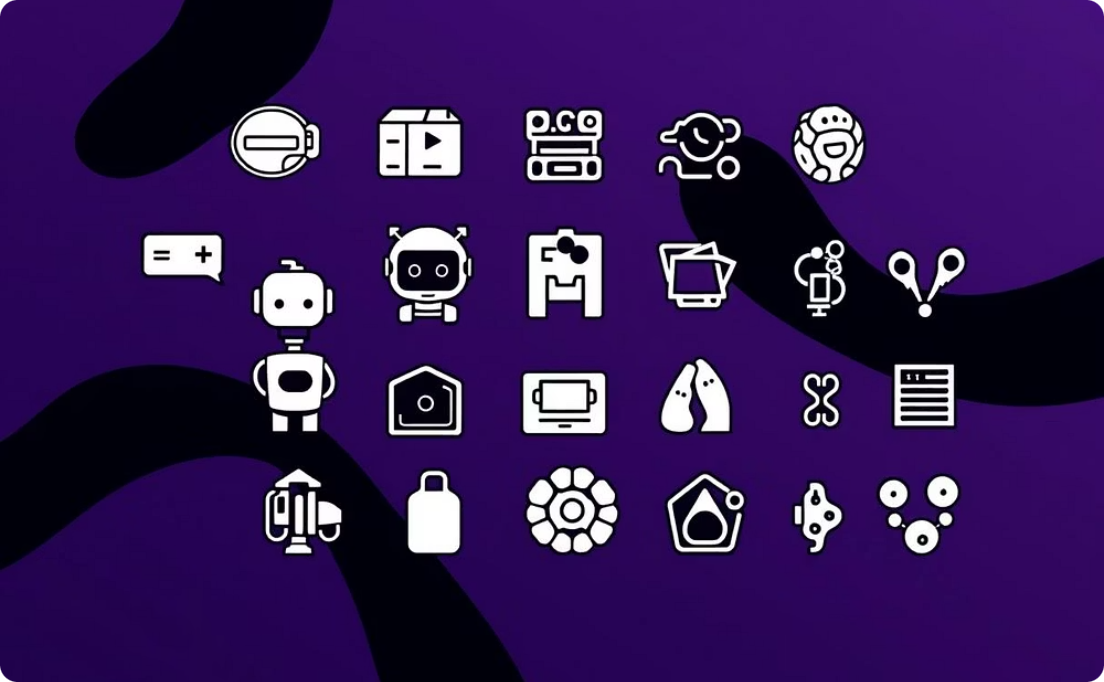 D.CO
= +